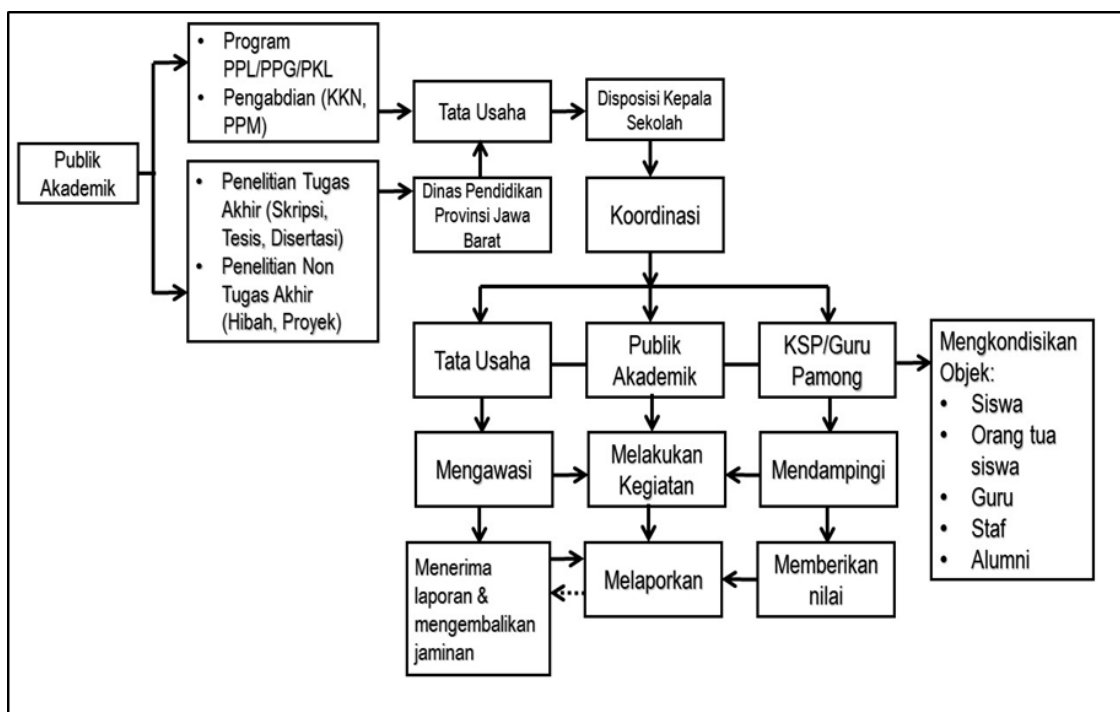 Publik
Akademik
• Program
PPL/PPG/PKL
• Pengabdian (KKN,
PPM)
• Penelitian Tugas
Akhir (Skripsi,
Tesis, Disertasi)
• Penelitian Non
Tugas Akhir
(Hibah, Proyek)
Tata Usaha
Dinas Pendidikan
Provinsi Jawa
Barat
Disposisi Kepala
Sekolah
Koordinasi
Tata Usaha
Publik
Akademik
KSP/Guru
Pamong
Mengkondisikan
Objek:
• Siswa
• Orang tua
siswa
• Guru
• Staf
• Alumni
Mengawasi
Melakukan
Kegiatan
Mendampingi
Menerima
laporan &
mengembalikan
jaminan
Melaporkan
Memberikan
nilai